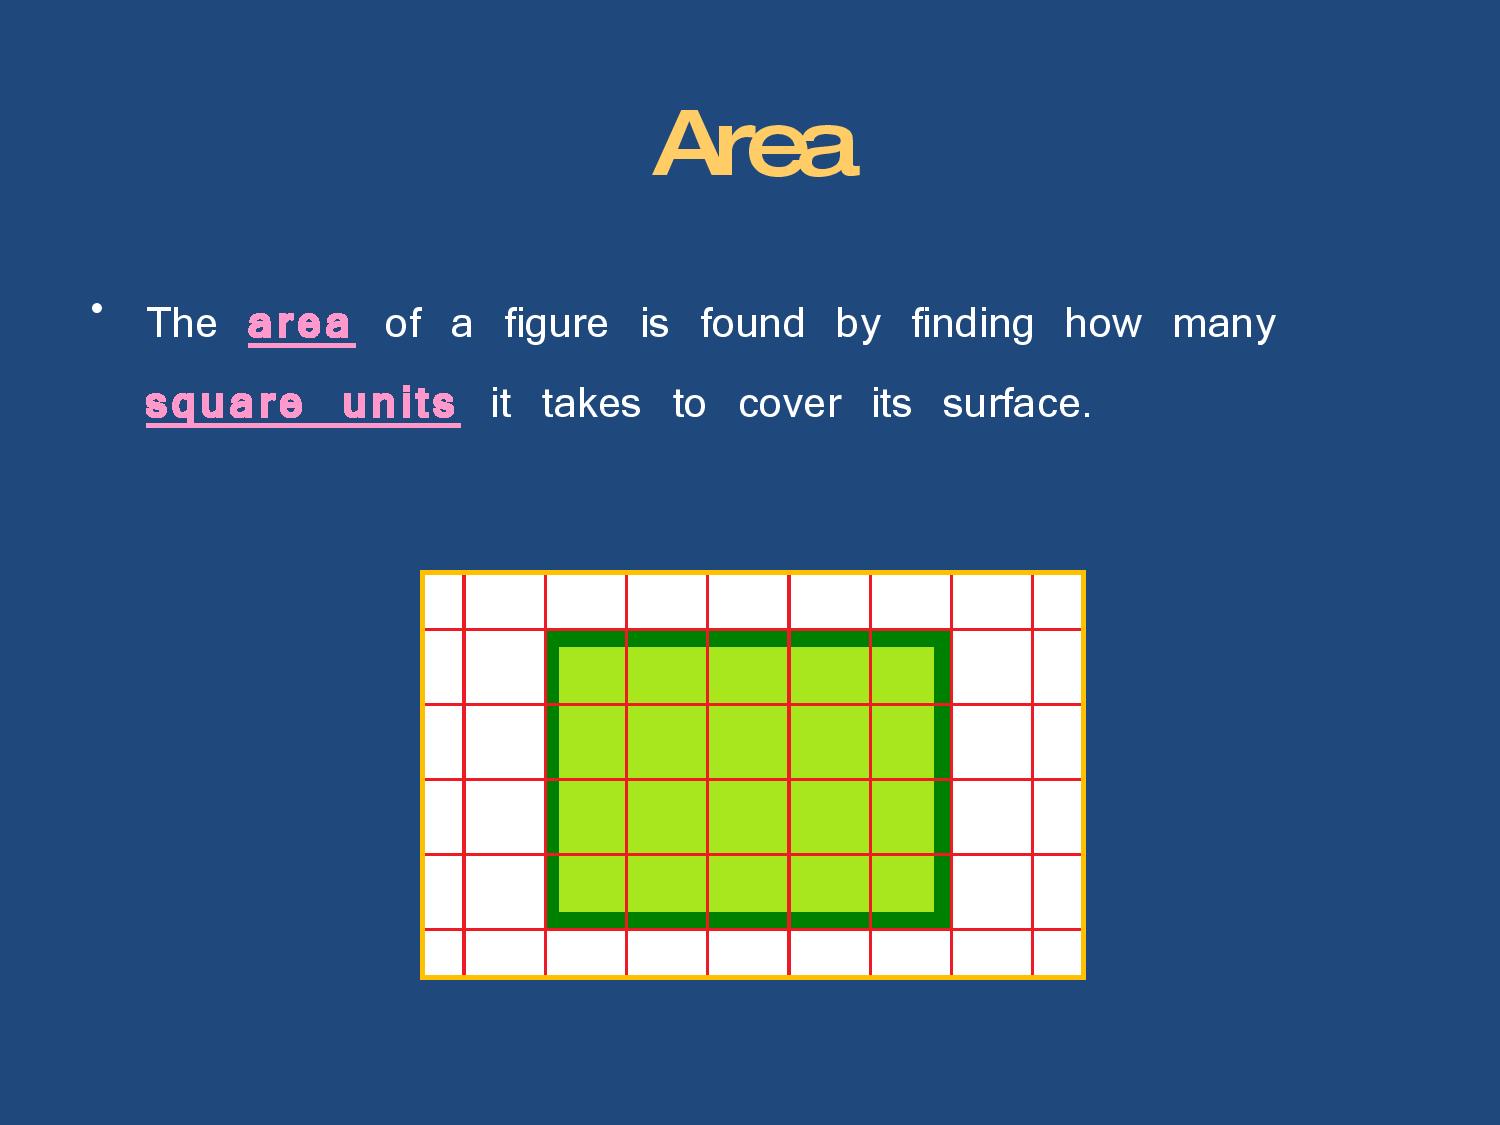 Area
• The area of a figure is found by finding how many
square units it takes to cover its surface.